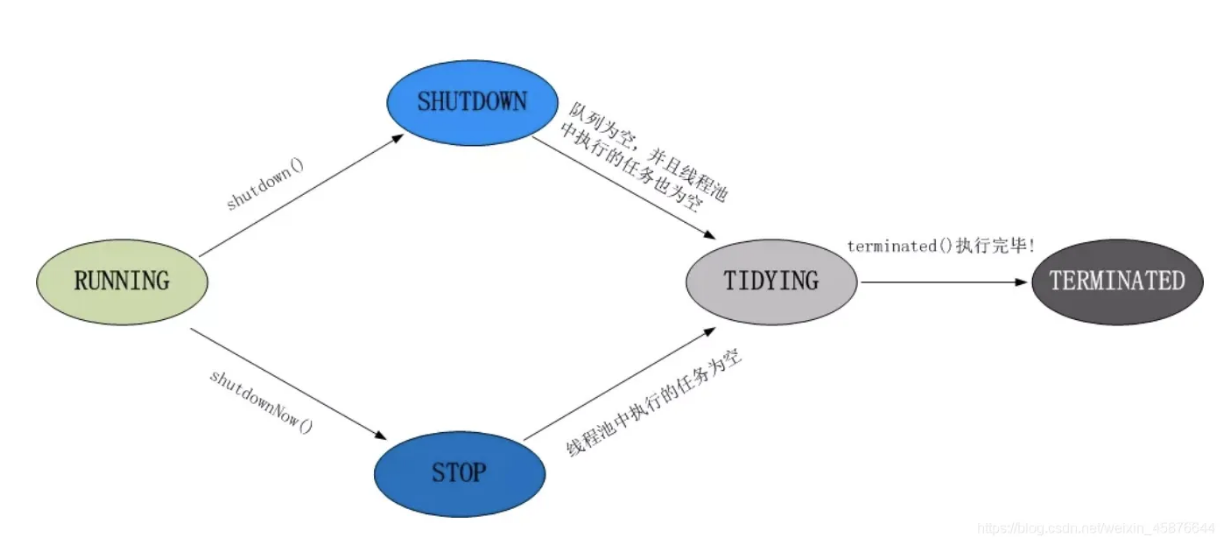 SHUTDOWN
队列为空，并且线程池
中执行的任务也为空
shutdown()
RUNNING
TIDYING
terminated()执行完毕!
TERMINATED
shutdownNow()
线程池中执行的任务为空
STOP
https://blog.csdn.net/weixin_45876644